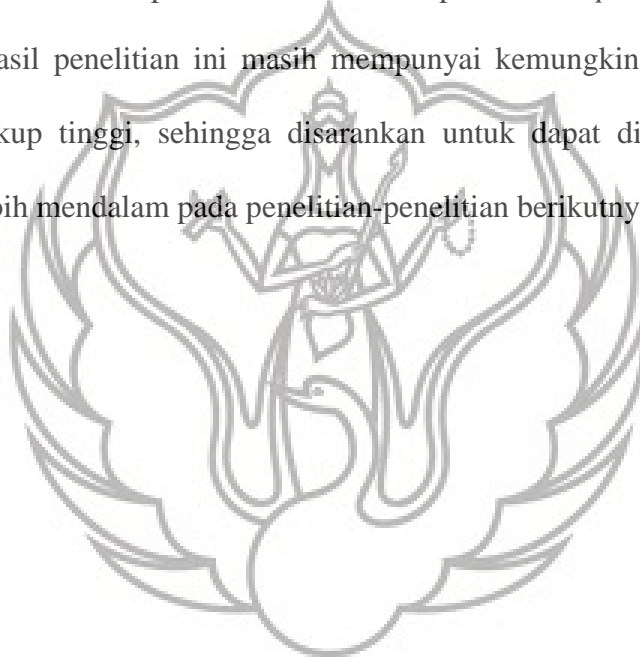 asil penelitian ini masih mempunyai kemungkin
kup tinggi, sehingga disarankan untuk dapat di
bih mendalam pada penelitian-penelitian berikutny